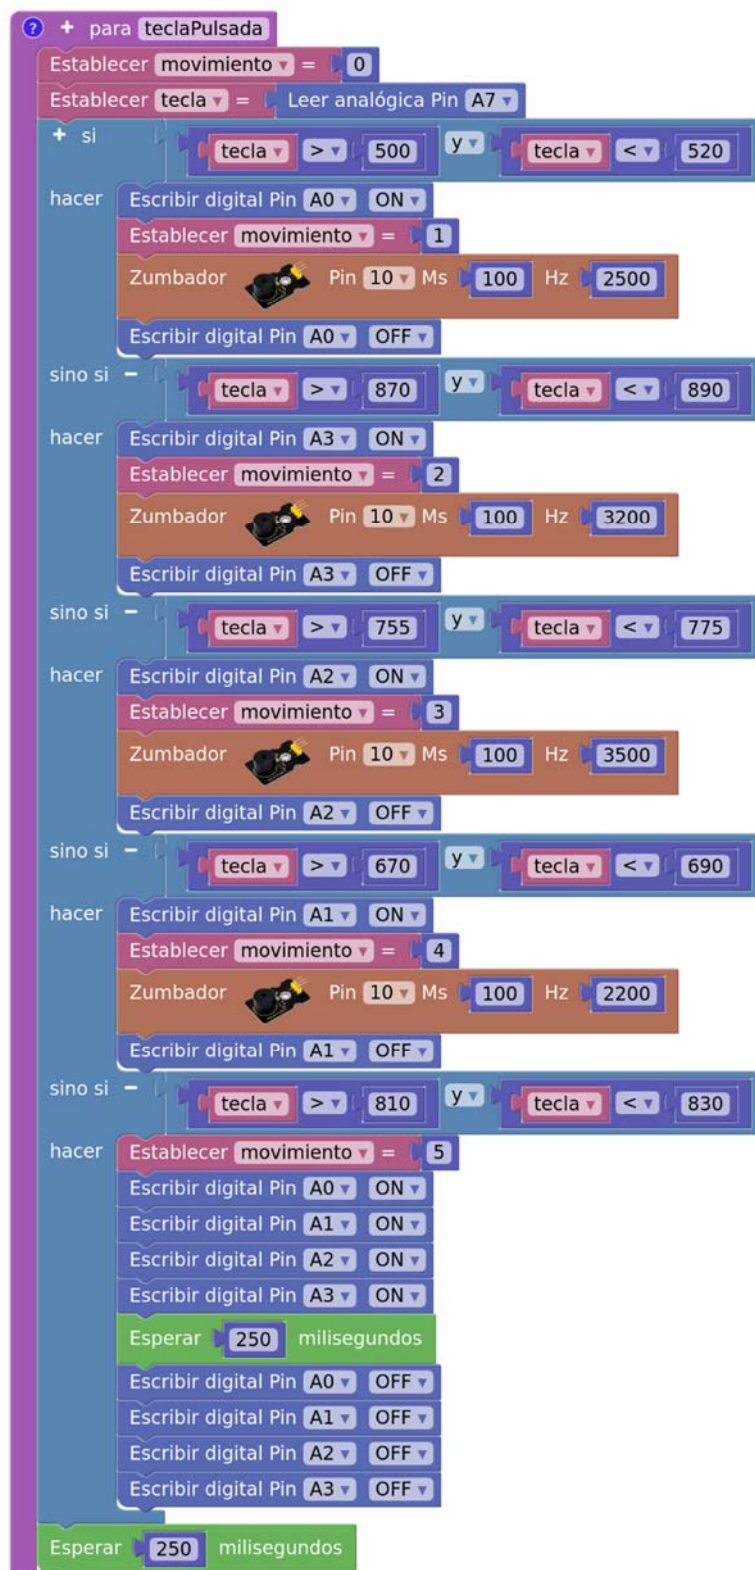 ? + para teclaPulsada
Establecer movimiento = 0
Establecer tecla = Leer analógica Pin A7
+ si tecla > 500 y tecla < 520
hacer Escribir digital Pin A0 ON
Establecer movimiento = 1
Zumbador Pin 10 Ms 100 Hz 2500
Escribir digital Pin A0 OFF
sino si - tecla > 870 y tecla < 890
hacer Escribir digital Pin A3 ON
Establecer movimiento = 2
Zumbador Pin 10 Ms 100 Hz 3200
Escribir digital Pin A3 OFF
sino si - tecla > 755 y tecla < 775
hacer Escribir digital Pin A2 ON
Establecer movimiento = 3
Zumbador Pin 10 Ms 100 Hz 3500
Escribir digital Pin A2 OFF
sino si - tecla > 670 y tecla < 690
hacer Escribir digital Pin A1 ON
Establecer movimiento = 4
Zumbador Pin 10 Ms 100 Hz 2200
Escribir digital Pin A1 OFF
sino si - tecla > 810 y tecla < 830
hacer Establecer movimiento = 5
Escribir digital Pin A0 ON
Escribir digital Pin A1 ON
Escribir digital Pin A2 ON
Escribir digital Pin A3 ON
Esperar 250 milisegundos
Escribir digital Pin A0 OFF
Escribir digital Pin A1 OFF
Escribir digital Pin A2 OFF
Escribir digital Pin A3 OFF
Esperar 250 milisegundos